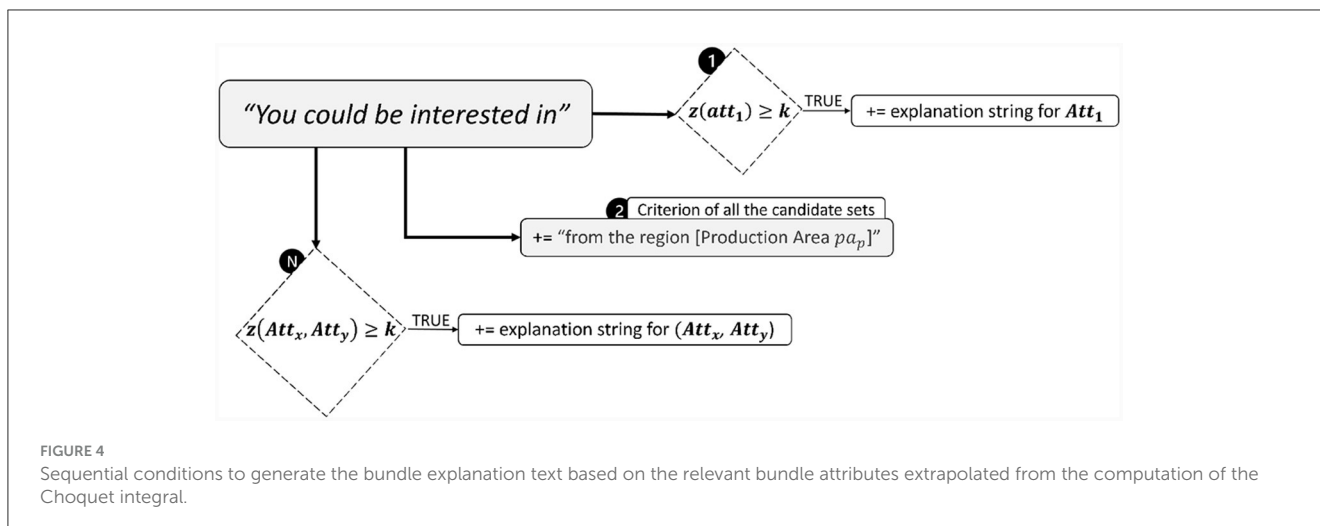 1
“You could be interested in”
z(att₁) ≥ k
TRUE
+= explanation string for Att₁
2
Criterion of all the candidate sets
+= “from the region [Production Area paₚ]”
N
z(Attₓ, Attᵧ) ≥ k
TRUE
+= explanation string for (Attₓ, Attᵧ)
FIGURE 4
Sequential conditions to generate the bundle explanation text based on the relevant bundle attributes extrapolated from the computation of the
Choquet integral.